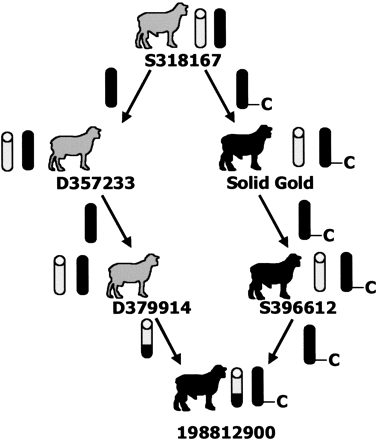 S318167
C
C
D357233
Solid Gold
C
C
D379914
S396612
C
C
198812900